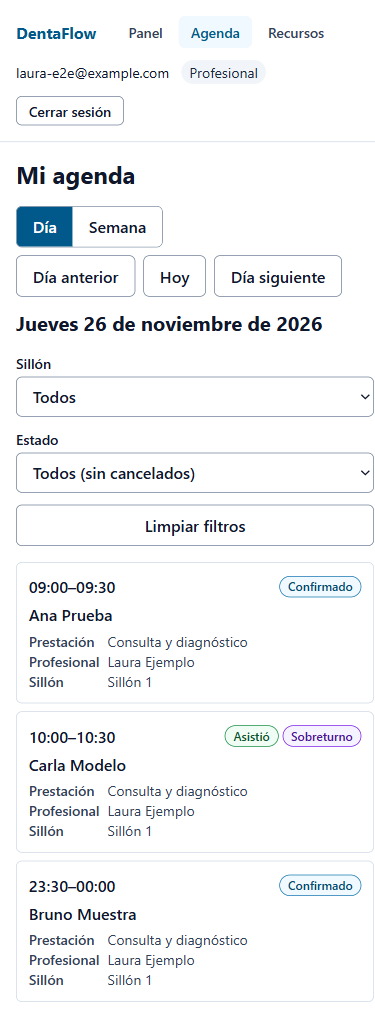 DentaFlow Panel Agenda Recursos
laura-e2e@example.com Profesional
Cerrar sesión
Mi agenda
Día Semana
Día anterior Hoy Día siguiente
Jueves 26 de noviembre de 2026
Sillón
Todos
Estado
Todos (sin cancelados)
Limpiar filtros
09:00–09:30 Confirmado
Ana Prueba
Prestación Consulta y diagnóstico
Profesional Laura Ejemplo
Sillón Sillón 1
10:00–10:30 Asistió Sobreturno
Carla Modelo
Prestación Consulta y diagnóstico
Profesional Laura Ejemplo
Sillón Sillón 1
23:30–00:00 Confirmado
Bruno Muestra
Prestación Consulta y diagnóstico
Profesional Laura Ejemplo
Sillón Sillón 1